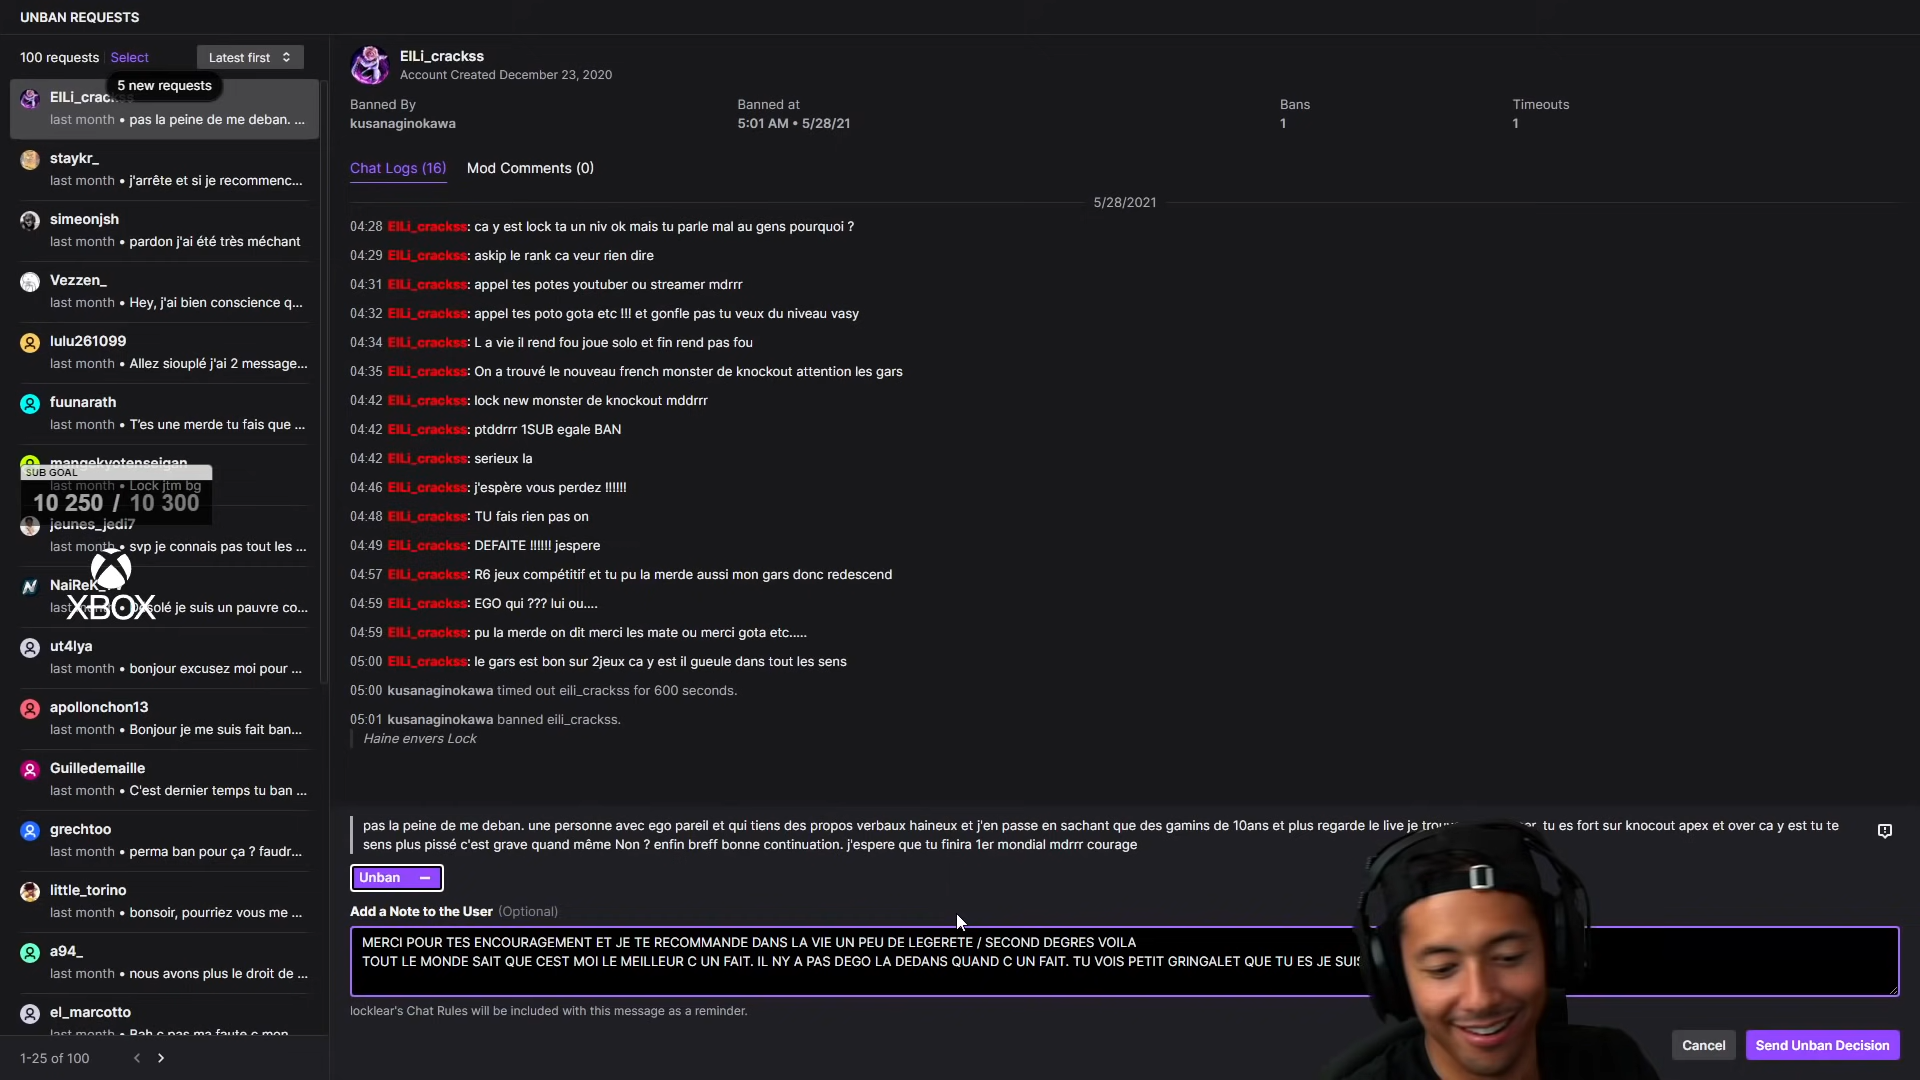 UNBAN REQUESTS
100 requests Select
Latest first
5 new requests
last month • pas la peine de me deban. ...
staykr_
last month • j'arrête et si je recommenc...
simeonjsh
last month • pardon j'ai été très méchant
Vezzen_
last month • Hey, j'ai bien conscience q...
lulu261099
last month • Allez siouplé j'ai 2 message...
fuunarath
last month • T'es une merde tu fais que ...
mangekyotenseigan
last month • Lock jtm bg
SUB GOAL
10 250 / 10 300
jeunes_jedi7
last month • svp je connais pas tout les ...
XBOX
je suis un pauvre co...
ut4lya
last month • bonjour excusez moi pour ...
apollonchon13
last month • Bonjour je me suis fait ban...
Guilledemaille
last month • C'est dernier temps tu ban ...
grechtoo
last month • perma ban pour ça ? faudr...
little_torino
last month • bonsoir, pourriez vous me ...
a94_
last month • nous avons plus le droit de ...
el_marcotto
last month • Bah c pas ma faute c mon
1-25 of 100
EILi_crackss
Account Created December 23, 2020
Banned By
kusanaginokawa
Banned at
5:01 AM • 5/28/21
Bans
1
Timeouts
1
Chat Logs (16) Mod Comments (0)
5/28/2021
04:28 EILi_crackss: ca y est lock ta un niv ok mais tu parle mal au gens pourquoi ?
04:29 EILi_crackss: askip le rank ca veur rien dire
04:31 EILi_crackss: appel tes potes youtuber ou streamer mdrrr
04:32 EILi_crackss: appel tes poto gota etc !!! et gonfle pas tu veux du niveau vasy
04:34 EILi_crackss: L a vie il rend fou joue solo et fin rend pas fou
04:35 EILi_crackss: On a trouvé le nouveau french monster de knockout attention les gars
04:42 EILi_crackss: lock new monster de knockout mddrrr
04:42 EILi_crackss: ptddrrr 1SUB egale BAN
04:42 EILi_crackss: serieux la
04:46 EILi_crackss: j'espère vous perdez !!!!!!
04:48 EILi_crackss: TU fais rien pas on
04:49 EILi_crackss: DEFAITE !!!!!! jespere
04:57 EILi_crackss: R6 jeux compétitif et tu pu la merde aussi mon gars donc redescend
04:59 EILi_crackss: EGO qui ??? lui ou....
04:59 EILi_crackss: pu la merde on dit merci les mate ou merci gota etc.....
05:00 EILi_crackss: le gars est bon sur 2jeux ca y est il gueule dans tout les sens
05:00 kusanaginokawa timed out eili_crackss for 600 seconds.
05:01 kusanaginokawa banned eili_crackss.
Haine envers Lock
pas la peine de me deban. une personne avec ego pareil et qui tiens des propos verbaux haineux et j'en passe en sachant que des gamins de 10ans et plus regarde le live je tu es fort sur knocout apex et over ca y est tu te
sens plus pissé c'est grave quand même Non ? enfin breff bonne continuation. j'espere que tu finira 1er mondial mdrrr courage
Unban
Add a Note to the User (Optional)
MERCI POUR TES ENCOURAGEMENT ET JE TE RECOMMANDE DANS LA VIE UN PEU DE LEGERETE / SECOND DEGRES VOILA
TOUT LE MONDE SAIT QUE CEST MOI LE MEILLEUR C UN FAIT. IL NY A PAS DEGO LA DEDANS QUAND C UN FAIT. TU VOIS PETIT GRINGALET QUE TU ES JE SUIS
locklear's Chat Rules will be included with this message as a reminder.
Cancel
Send Unban Decision